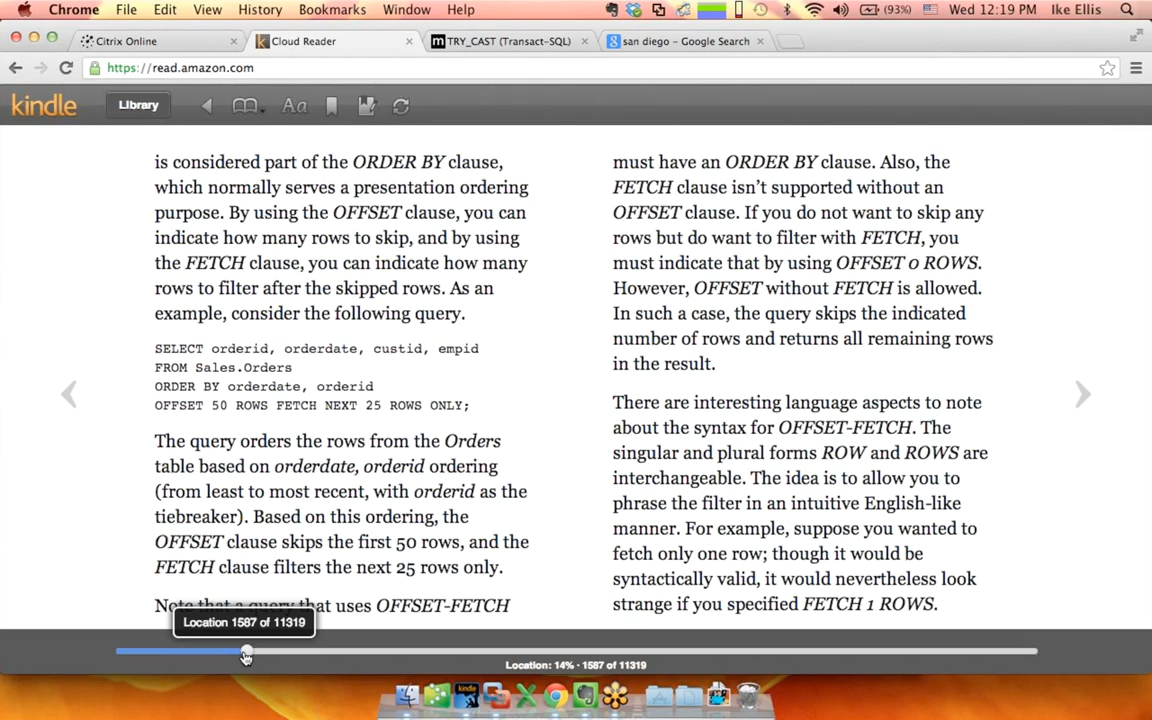 Chrome File Edit View History Bookmarks Window Help (93%) Wed 12:19 PM Ike Ellis
Citrix Online Cloud Reader TRY_CAST (Transact-SQL) san diego - Google Search
https://read.amazon.com
kindle Library Aa
is considered part of the ORDER BY clause,
which normally serves a presentation ordering
purpose. By using the OFFSET clause, you can
indicate how many rows to skip, and by using
the FETCH clause, you can indicate how many
rows to filter after the skipped rows. As an
example, consider the following query.
SELECT orderid, orderdate, custid, empid
FROM Sales.Orders
ORDER BY orderdate, orderid
OFFSET 50 ROWS FETCH NEXT 25 ROWS ONLY;
The query orders the rows from the Orders
table based on orderdate, orderid ordering
(from least to most recent, with orderid as the
tiebreaker). Based on this ordering, the
OFFSET clause skips the first 50 rows, and the
FETCH clause filters the next 25 rows only.
Note that a query that uses OFFSET-FETCH
must have an ORDER BY clause. Also, the
FETCH clause isn't supported without an
OFFSET clause. If you do not want to skip any
rows but do want to filter with FETCH, you
must indicate that by using OFFSET 0 ROWS.
However, OFFSET without FETCH is allowed.
In such a case, the query skips the indicated
number of rows and returns all remaining rows
in the result.
There are interesting language aspects to note
about the syntax for OFFSET-FETCH. The
singular and plural forms ROW and ROWS are
interchangeable. The idea is to allow you to
phrase the filter in an intuitive English-like
manner. For example, suppose you wanted to
fetch only one row; though it would be
syntactically valid, it would nevertheless look
strange if you specified FETCH 1 ROWS.
Location 1587 of 11319
Location: 14% · 1587 of 11319
kindle